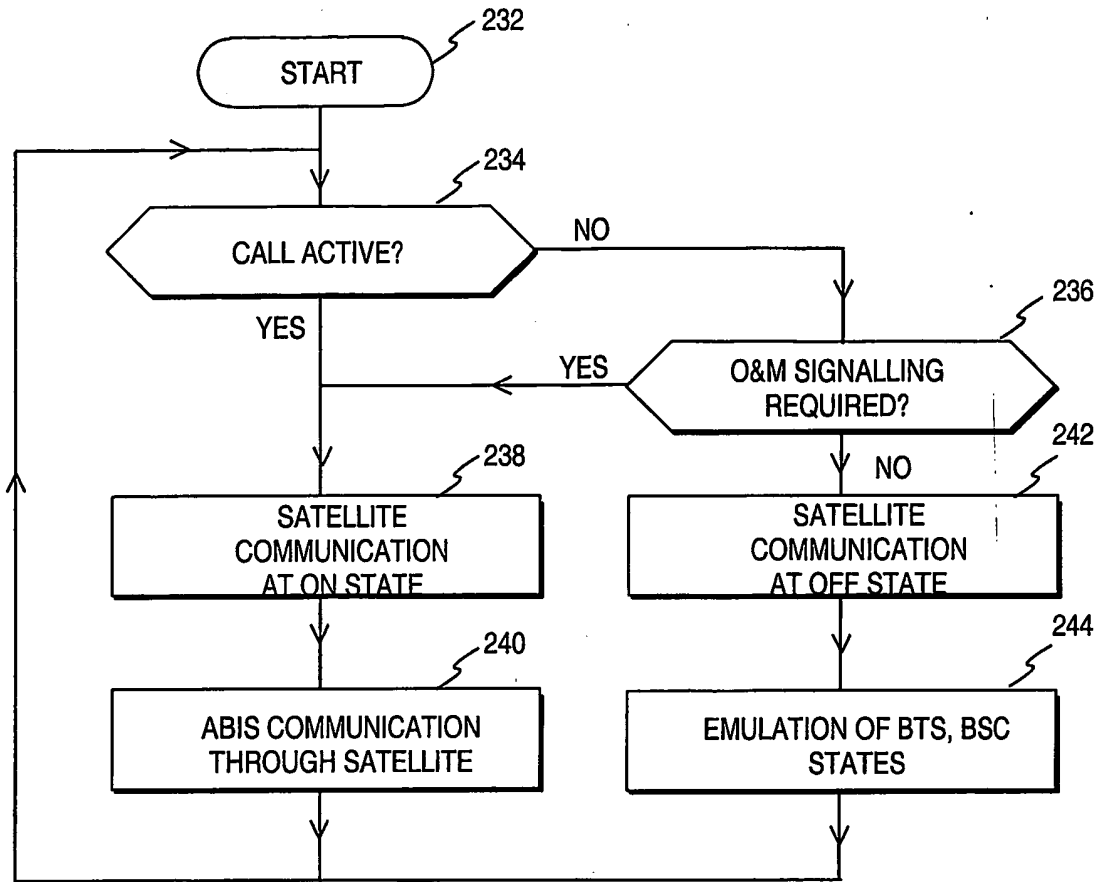 232
START
234
CALL ACTIVE?
NO
236
YES
YES
O&M SIGNALLING
REQUIRED?
238
NO
242
SATELLITE
COMMUNICATION
AT ON STATE
SATELLITE
COMMUNICATION
AT OFF STATE
240
244
ABIS COMMUNICATION
THROUGH SATELLITE
EMULATION OF BTS, BSC
STATES